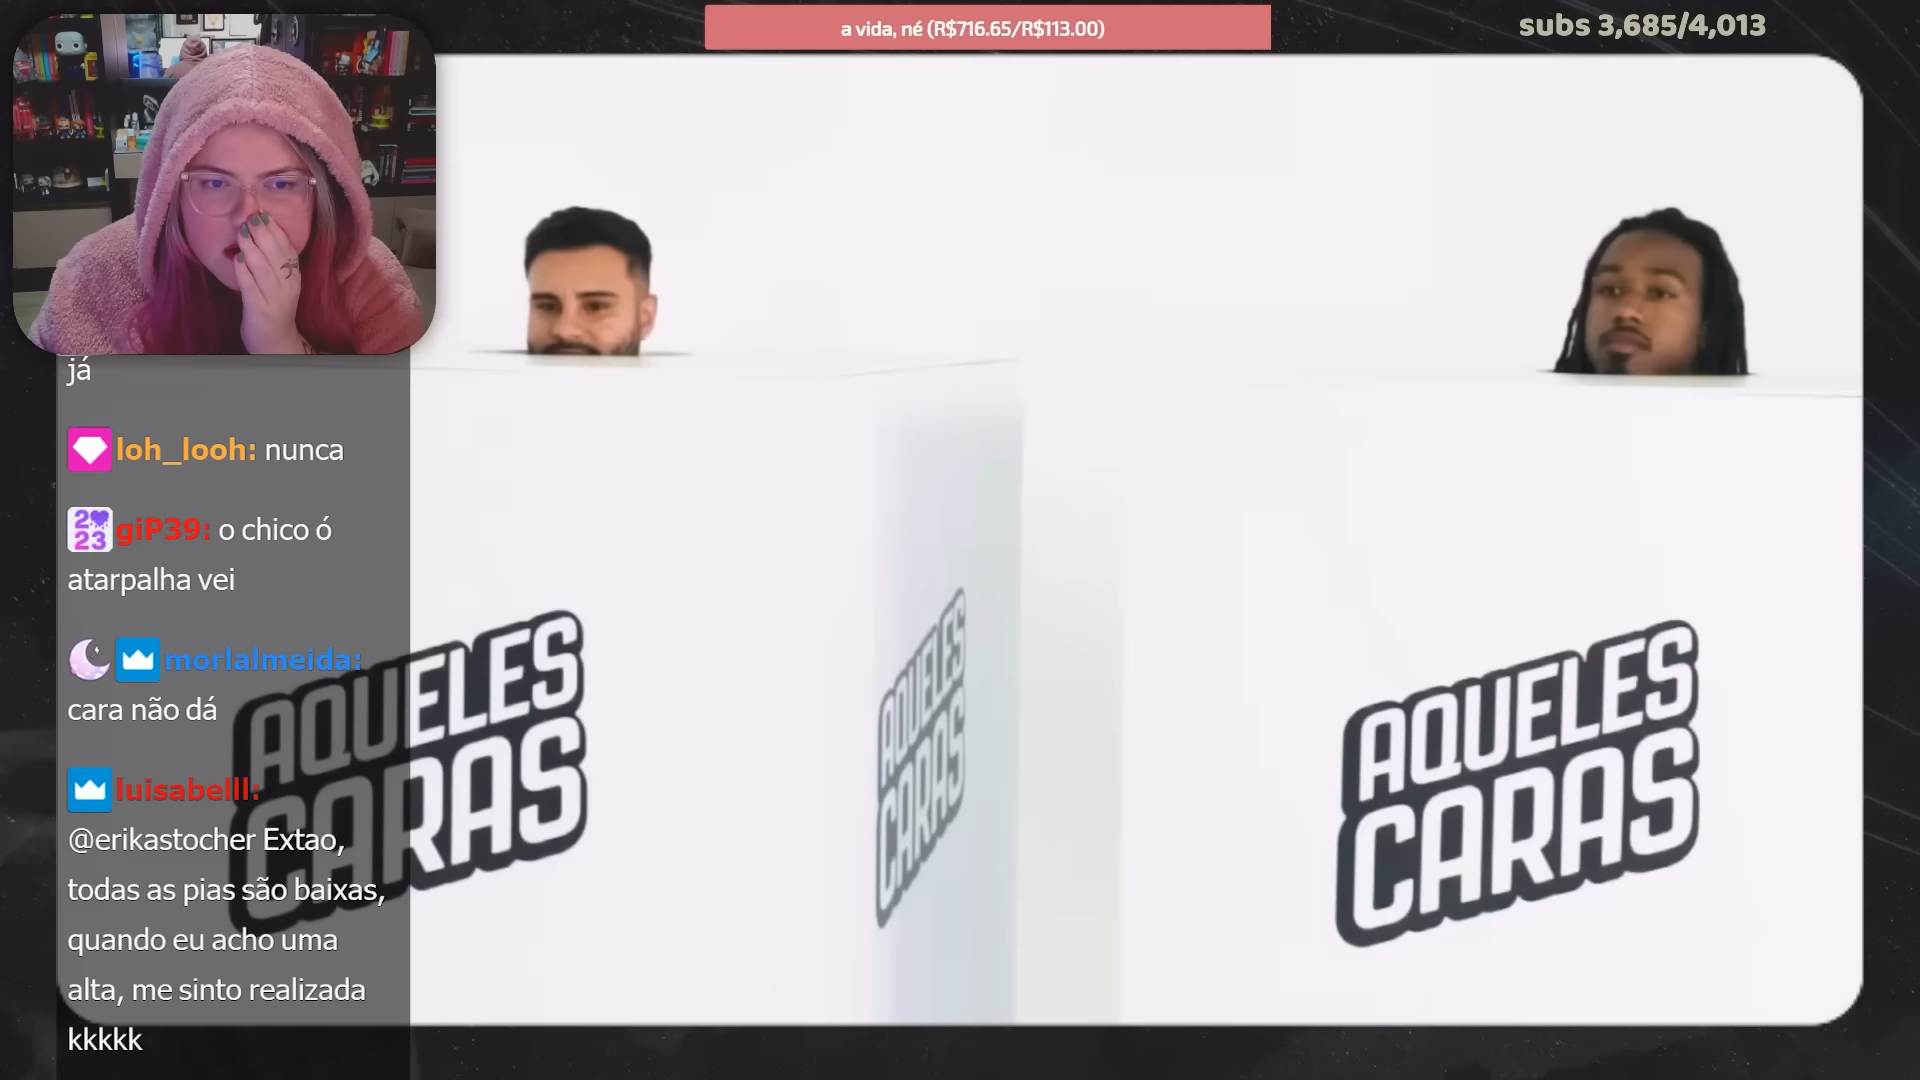 a vida, né (R$716.65/R$113.00)
subs 3,685/4,013
já
loh_looh: nunca
2
23
giP39: o chico ó
atarpalha vei
morlalmeida:
cara não dá
luisabelll:
@erikastocher Extao,
todas as pias são baixas,
quando eu acho uma
alta, me sinto realizada
kkkkk
AQUELES
CARAS
AQUELES
CARAS
AQUELES
CARAS